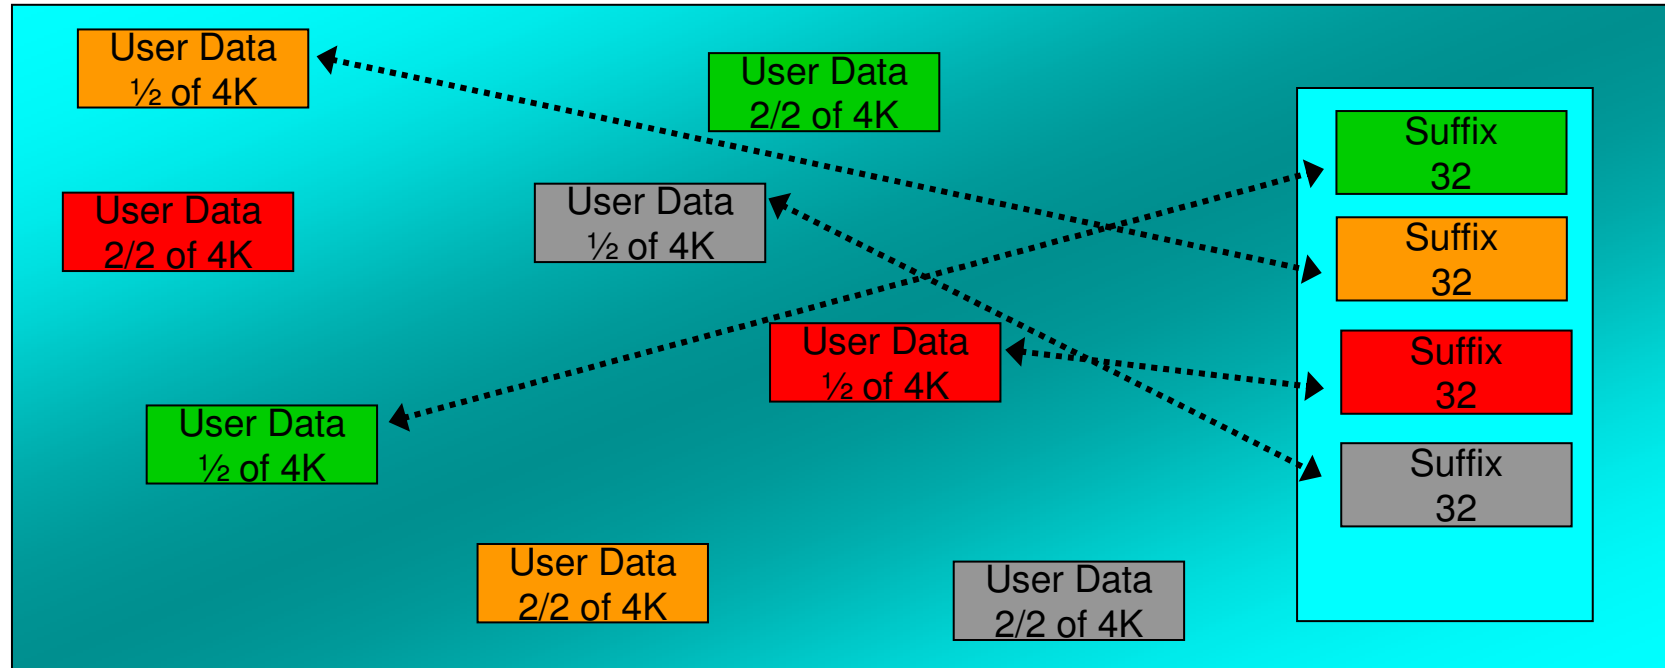 User Data
½ of 4K
User Data
2/2 of 4K
Suffix
32
User Data
2/2 of 4K
User Data
½ of 4K
Suffix
32
User Data
½ of 4K
Suffix
32
User Data
½ of 4K
Suffix
32
User Data
2/2 of 4K
User Data
2/2 of 4K